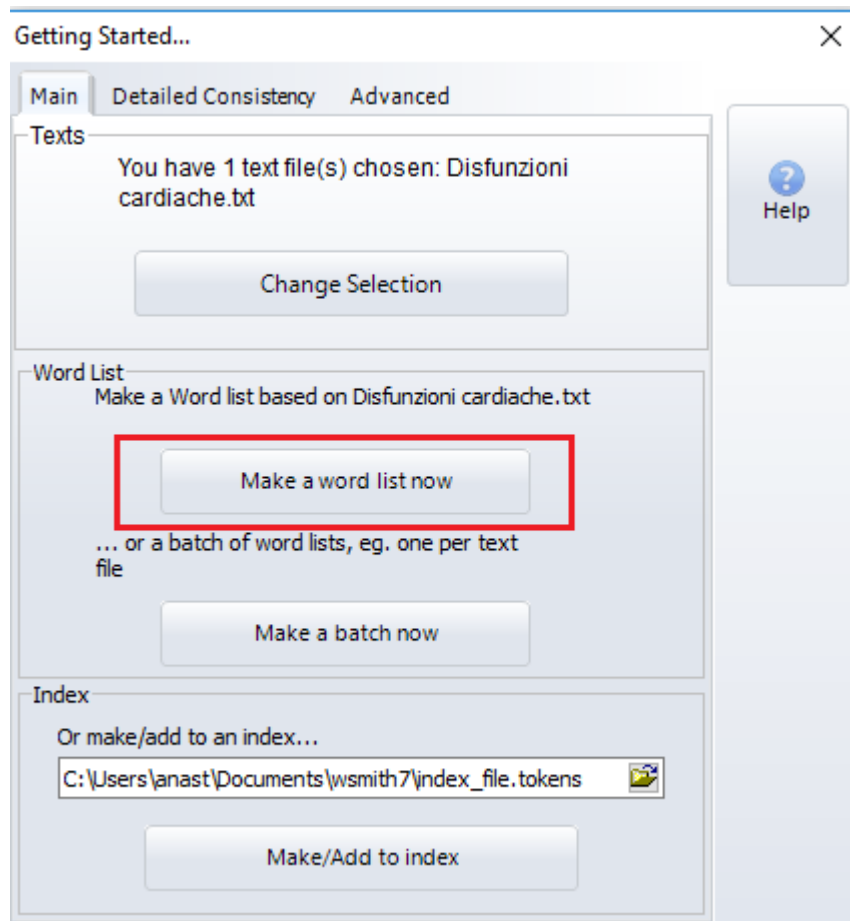 Getting Started...
Main Detailed Consistency Advanced
Texts
You have 1 text file(s) chosen: Disfunzioni
cardiache.txt
Help
Change Selection
Word List
Make a Word list based on Disfunzioni cardiache.txt
Make a word list now
... or a batch of word lists, eg. one per text
file
Make a batch now
Index
Or make/add to an index...
C:\Users\anast\Documents\wsmith7\index_file.tokens
Make/Add to index